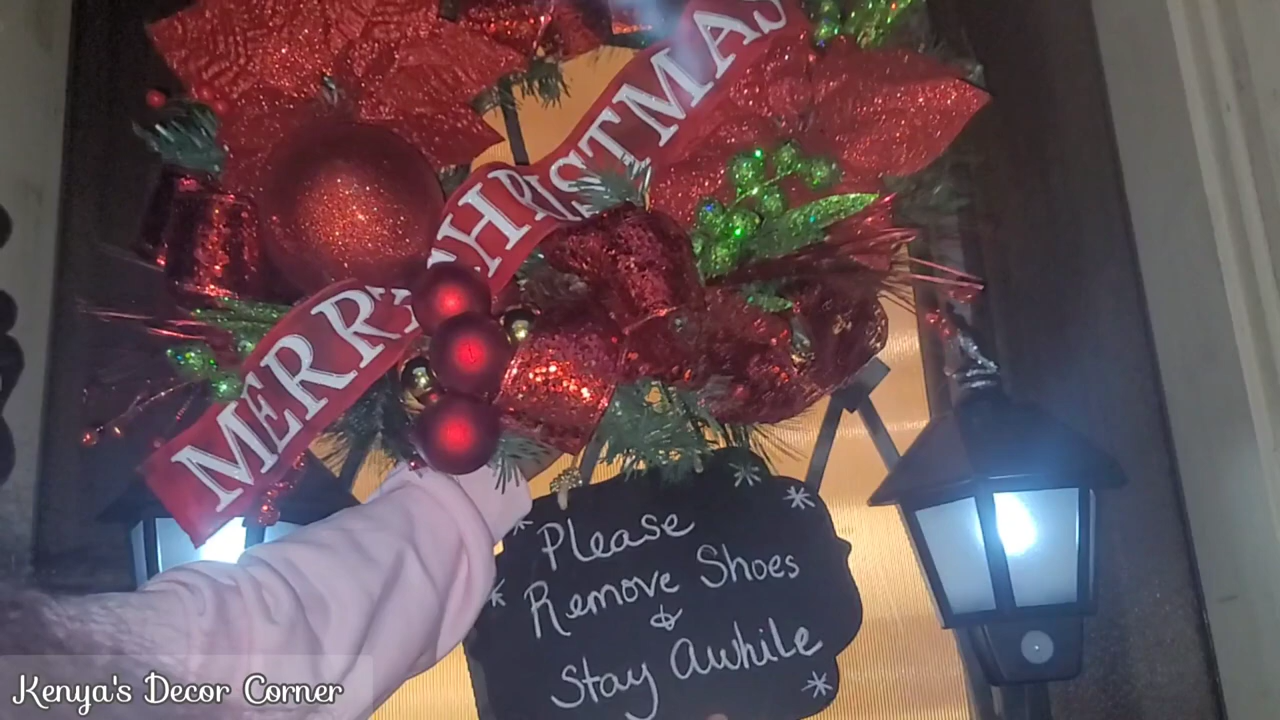 MERRY CHRISTMAS
Please
Remove Shoes
&
Stay Awhile
Kenya's Decor Corner